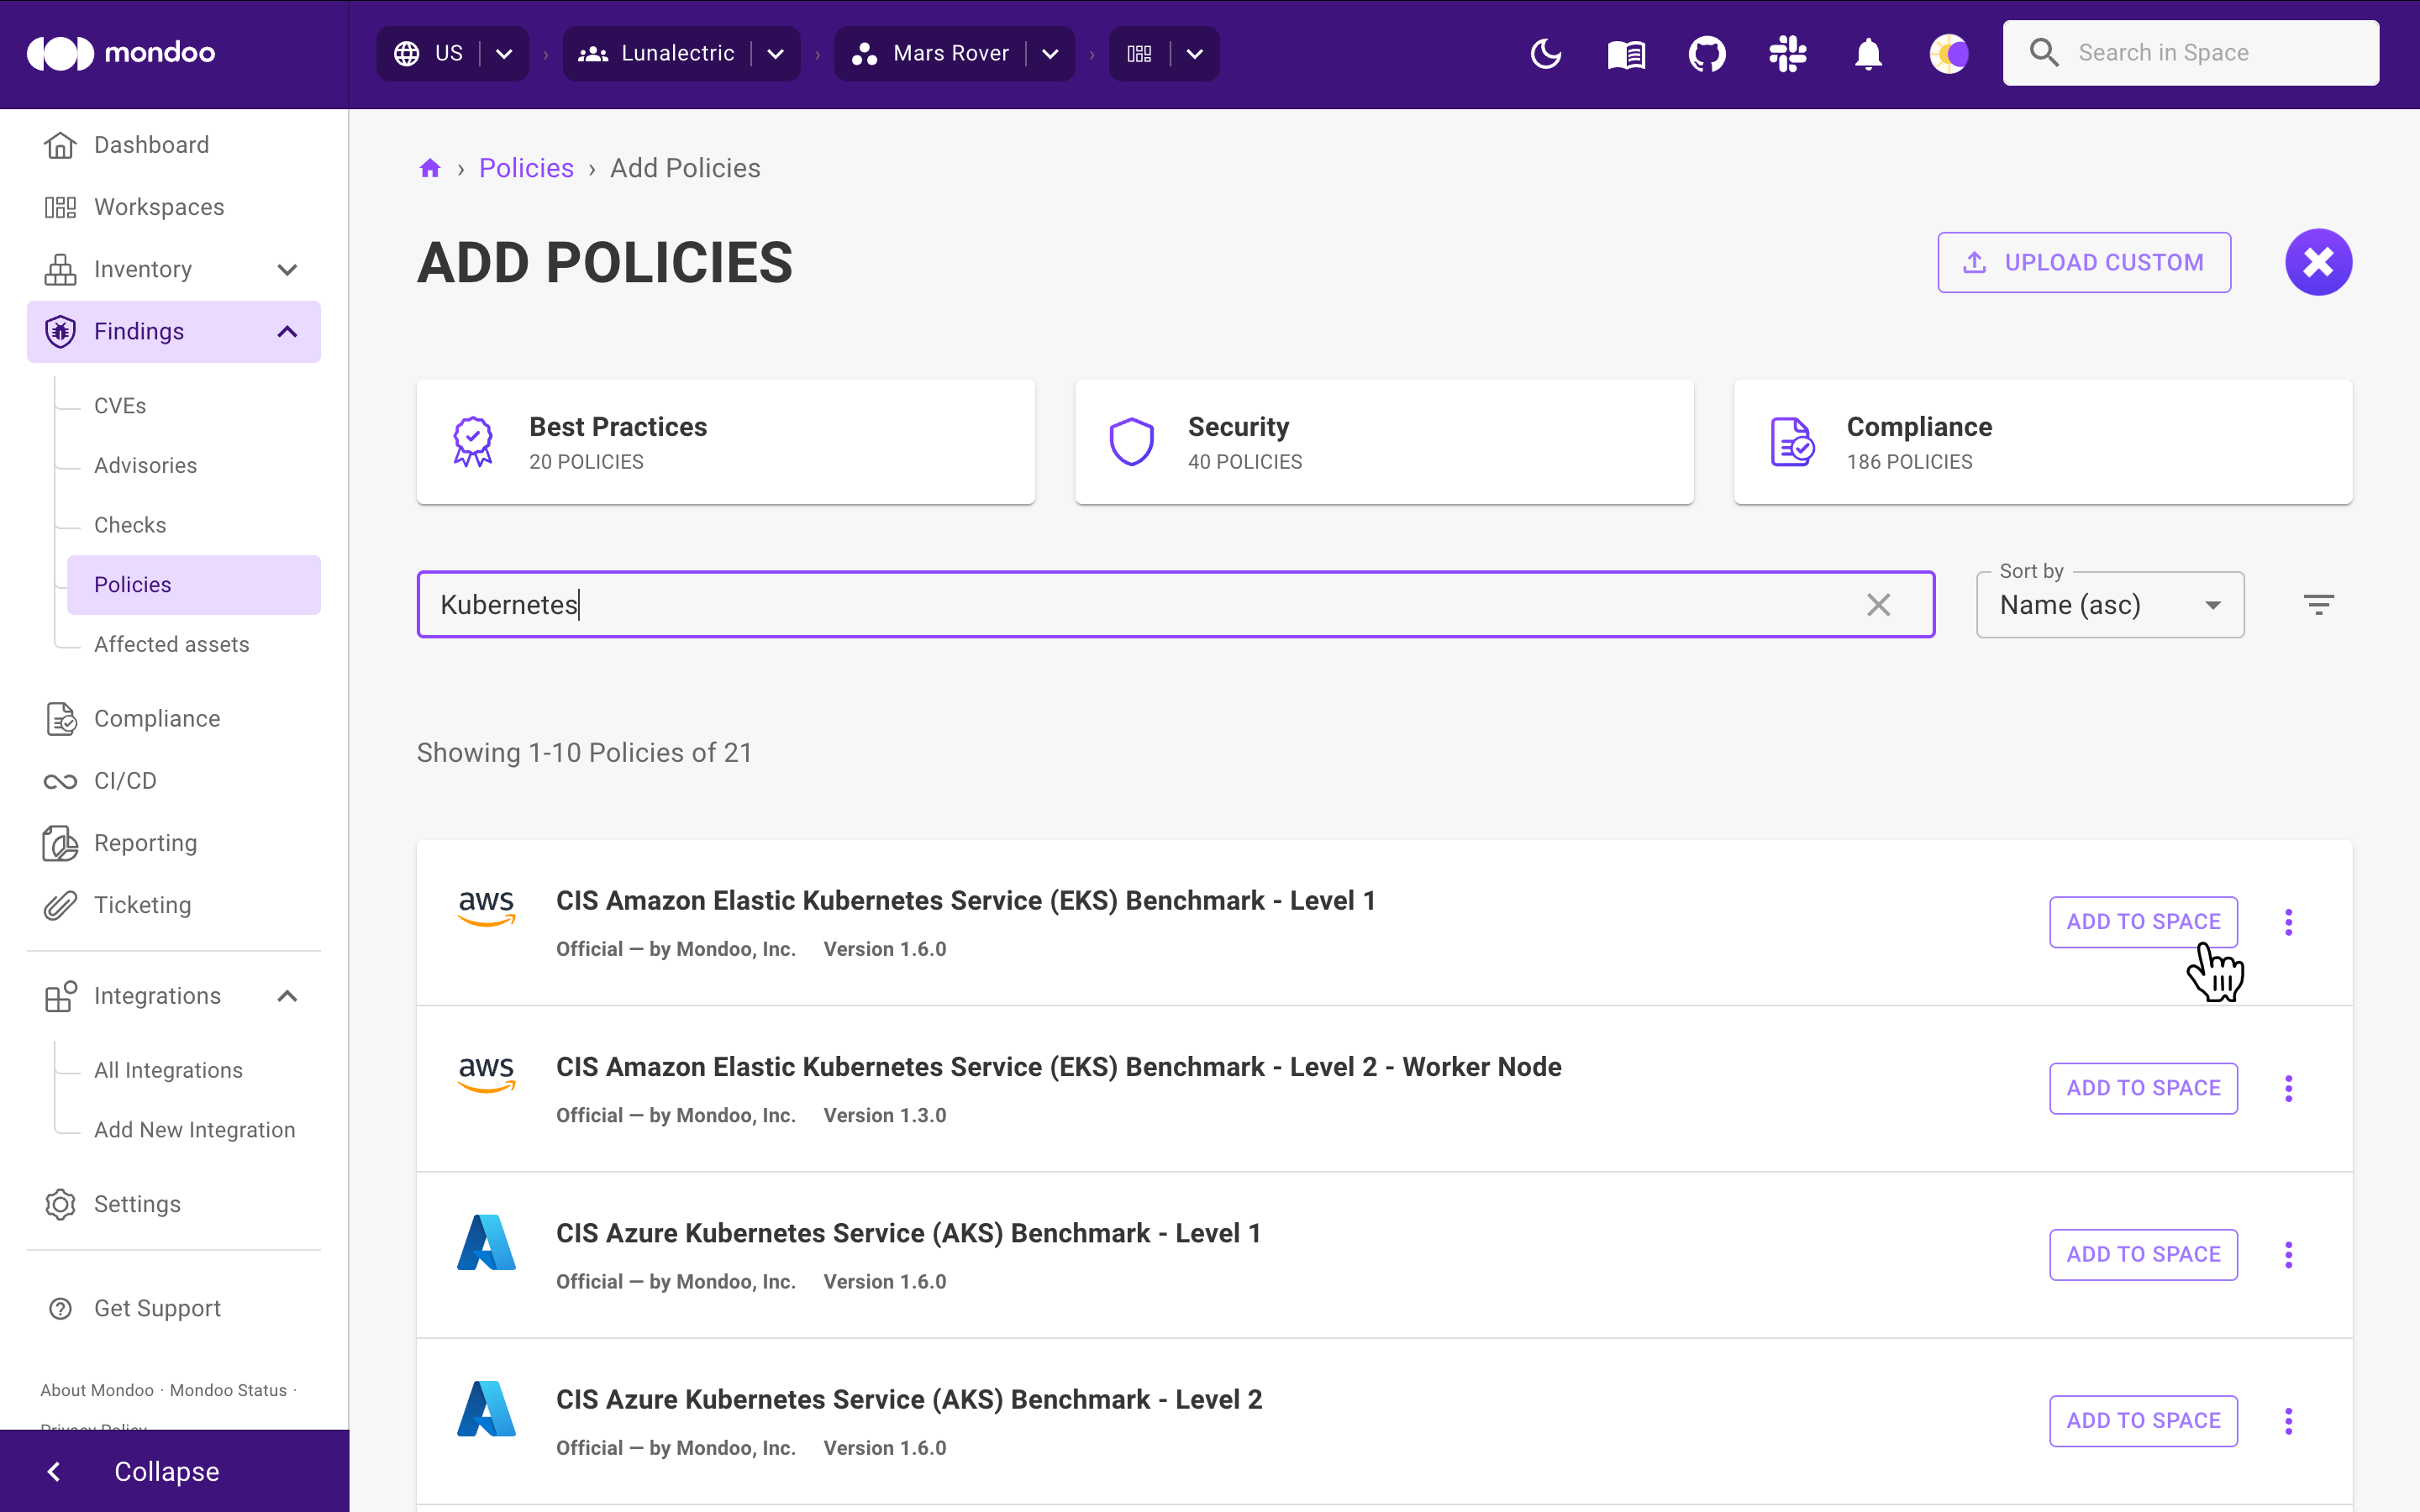 mondoo
US
Lunalectric
Mars Rover
Search in Space
Dashboard
Workspaces
Inventory
Findings
CVEs
Advisories
Checks
Policies
Affected assets
Compliance
CI/CD
Reporting
Ticketing
Integrations
All Integrations
Add New Integration
Settings
Get Support
About Mondoo · Mondoo Status ·
Privacy Policy
Collapse
› Policies › Add Policies
ADD POLICIES
UPLOAD CUSTOM
Best Practices
20 POLICIES
Security
40 POLICIES
Compliance
186 POLICIES
Kubernetes
Sort by
Name (asc)
Showing 1-10 Policies of 21
aws
CIS Amazon Elastic Kubernetes Service (EKS) Benchmark - Level 1
Official — by Mondoo, Inc. Version 1.6.0
ADD TO SPACE
aws
CIS Amazon Elastic Kubernetes Service (EKS) Benchmark - Level 2 - Worker Node
Official — by Mondoo, Inc. Version 1.3.0
ADD TO SPACE
CIS Azure Kubernetes Service (AKS) Benchmark - Level 1
Official — by Mondoo, Inc. Version 1.6.0
ADD TO SPACE
CIS Azure Kubernetes Service (AKS) Benchmark - Level 2
Official — by Mondoo, Inc. Version 1.6.0
ADD TO SPACE